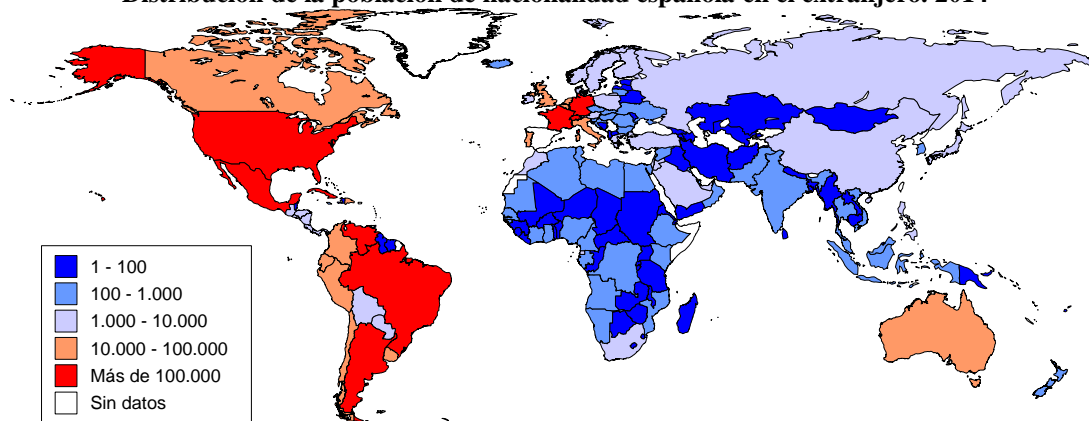 Distribución de la población de nacionalidad española en el extranjero. 2014
1 - 100
100 - 1.000
1.000 - 10.000
10.000 - 100.000
Más de 100.000
Sin datos